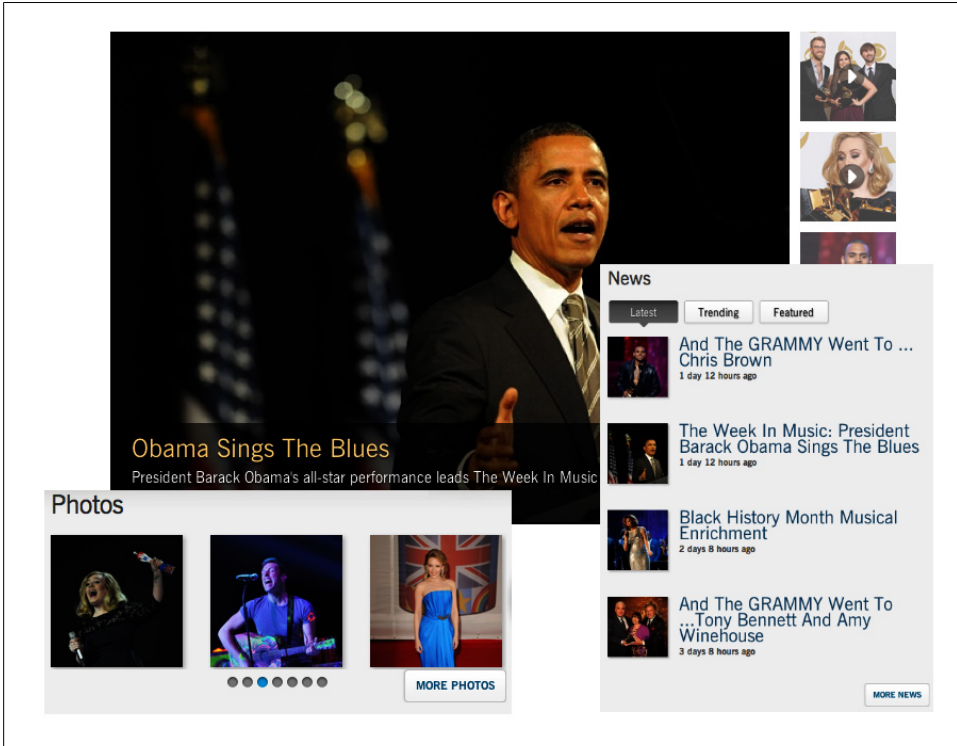 Obama Sings The Blues
President Barack Obama's all-star performance leads The Week In Music
Photos
MORE PHOTOS
News
Latest
Trending
Featured
And The GRAMMY Went To ...
Chris Brown
1 day 12 hours ago
The Week In Music: President
Barack Obama Sings The Blues
1 day 12 hours ago
Black History Month Musical
Enrichment
2 days 8 hours ago
And The GRAMMY Went To
...Tony Bennett And Amy
Winehouse
3 days 8 hours ago
MORE NEWS